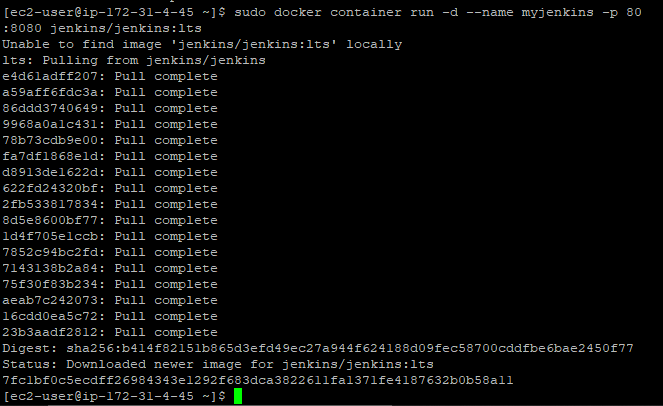 [ec2-user@ip-172-31-4-45 ~]$ sudo docker container run -d --name myjenkins -p 80
:8080 jenkins/jenkins:lts
Unable to find image 'jenkins/jenkins:lts' locally
lts: Pulling from jenkins/jenkins
e4d61adff207: Pull complete
a59aff6fdc3a: Pull complete
86ddd3740649: Pull complete
9968a0a1c431: Pull complete
78b73cdb9e00: Pull complete
fa7df1868e1d: Pull complete
d8913de1622d: Pull complete
622fd24320bf: Pull complete
2fb533817834: Pull complete
8d5e8600bf77: Pull complete
1d4f705e1ccb: Pull complete
7852c94bc2fd: Pull complete
7143138b2a84: Pull complete
75f30f83b234: Pull complete
aeab7c242073: Pull complete
16cdd0ea5c72: Pull complete
23b3aadf2812: Pull complete
Digest: sha256:b414f82151b865d3efd49ec27a944f624188d09fec58700cddfbe6bae2450f77
Status: Downloaded newer image for jenkins/jenkins:lts
7fc1bf0c5ecdff26984343e1292f683dca3822611fa1371fe4187632b0b58a11
[ec2-user@ip-172-31-4-45 ~]$